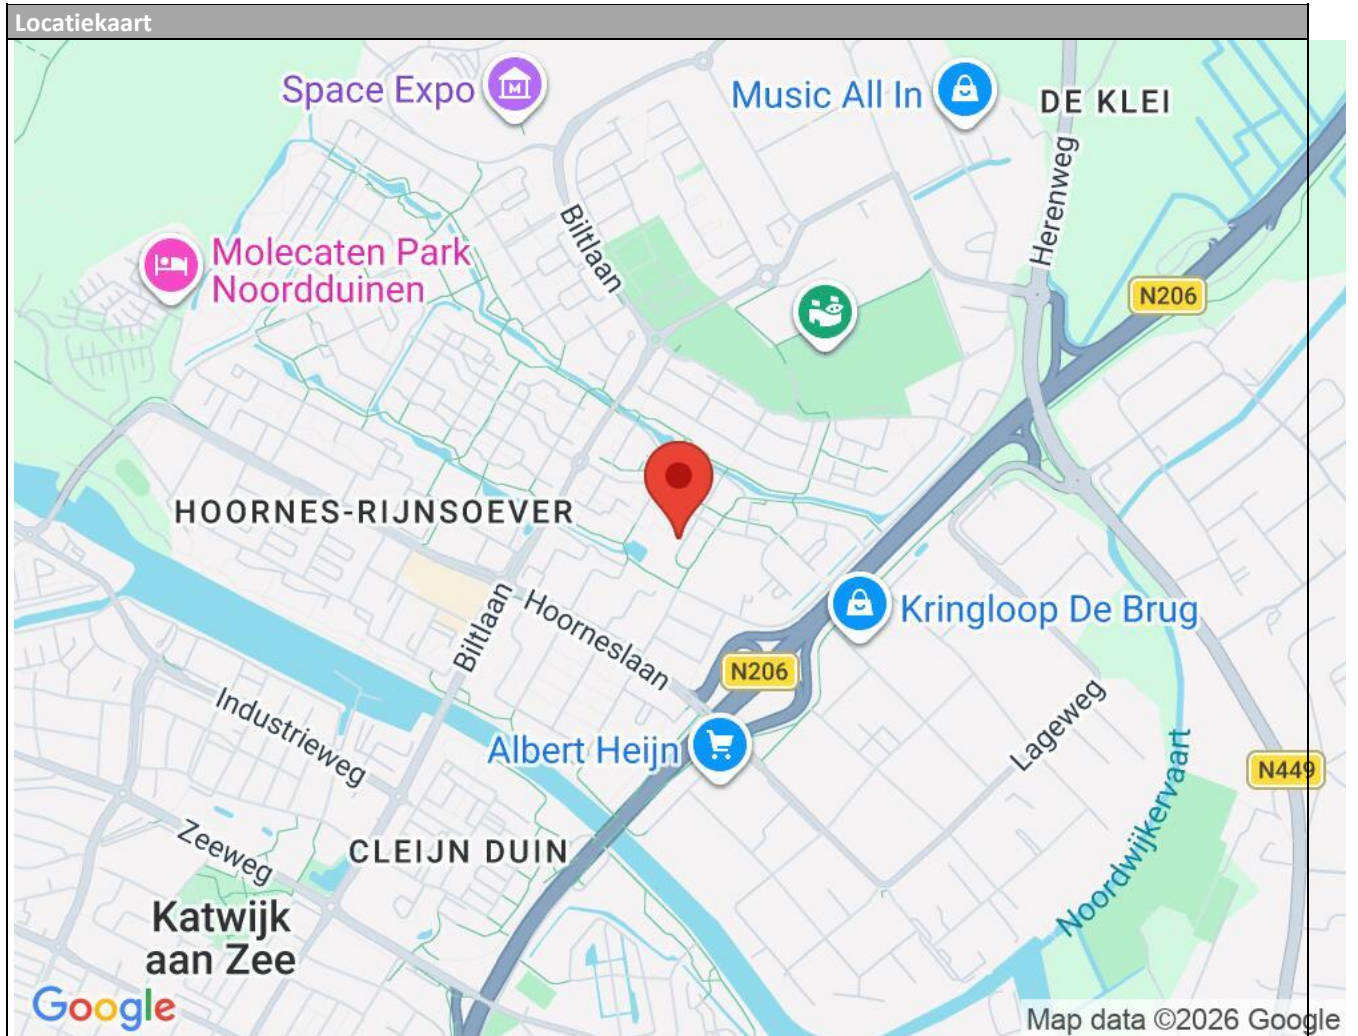 Locatiekaart
Space Expo
Music All In
DE KLEI
Herenweg
Biltlaan
Molecaten Park
Noordduinen
N206
HOORNES-RIJNSOEVER
Biltlaan
Hoorneslaan
Kringloop De Brug
N206
Industrieweg
Albert Heijn
Lageweg
N449
Noordwijkervaart
Zeeweg
CLEIJN DUIN
Katwijk
aan Zee
Google
Map data ©2026 Google